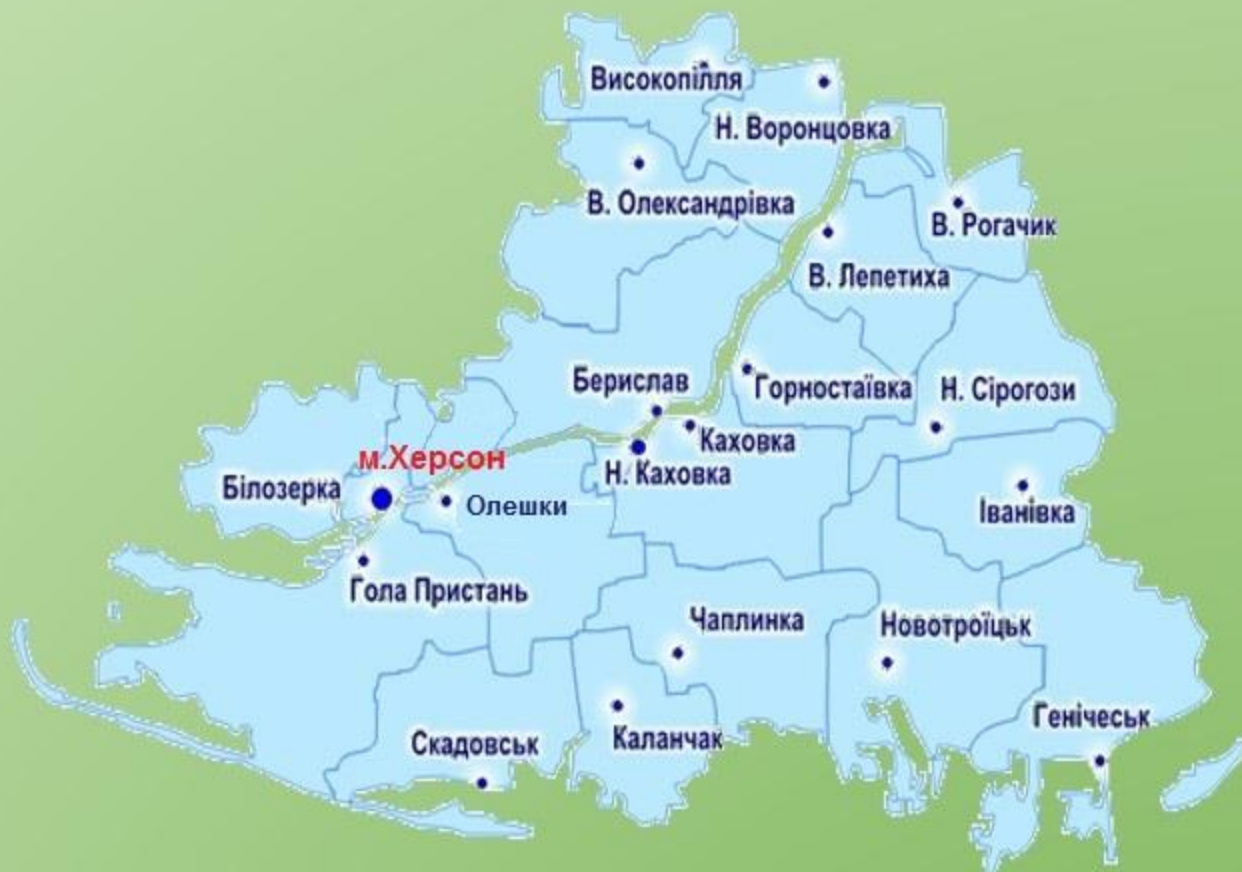 Високопілля
Н. Воронцовка
В. Олександрівка
В. Рогачик
В. Лепетиха
Берислав
Горностаївка
Н. Сірогози
Каховка
м.Херсон
Н. Каховка
Білозерка
Олешки
Іванівка
Гола Пристань
Чаплинка
Новотроїцьк
Генічеськ
Скадовськ
Каланчак